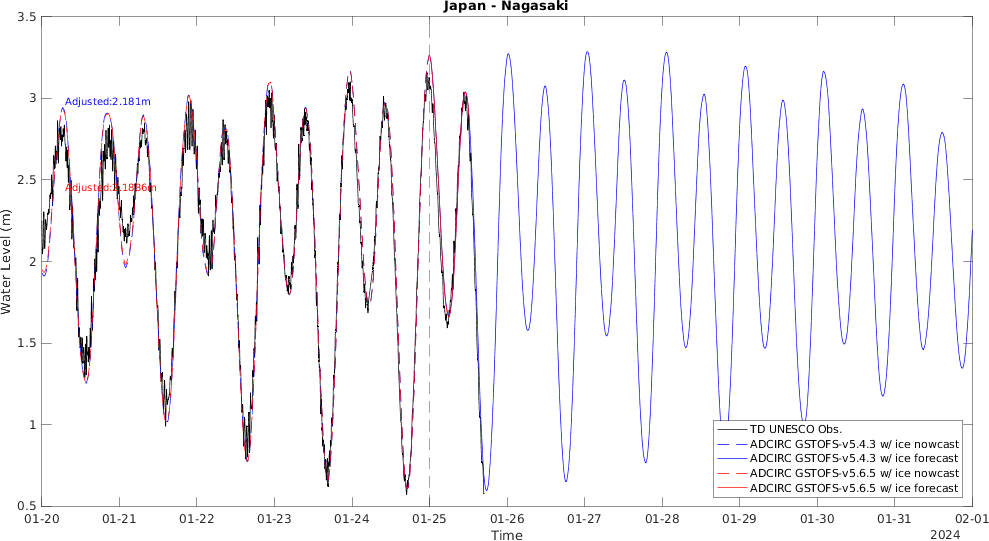 Japan - Nagasaki
3.5
3
2.5
2
1.5
1
0.5
Water Level (m)
Adjusted:2.181m
Adjusted:2.1836m
TD UNESCO Obs.
ADCIRC GSTOFS-v5.4.3 w/ ice nowcast
ADCIRC GSTOFS-v5.4.3 w/ ice forecast
ADCIRC GSTOFS-v5.6.5 w/ ice nowcast
ADCIRC GSTOFS-v5.6.5 w/ ice forecast
01-20 01-21 01-22 01-23 01-24 01-25 01-26 01-27 01-28 01-29 01-30 01-31 02-01
Time
2024